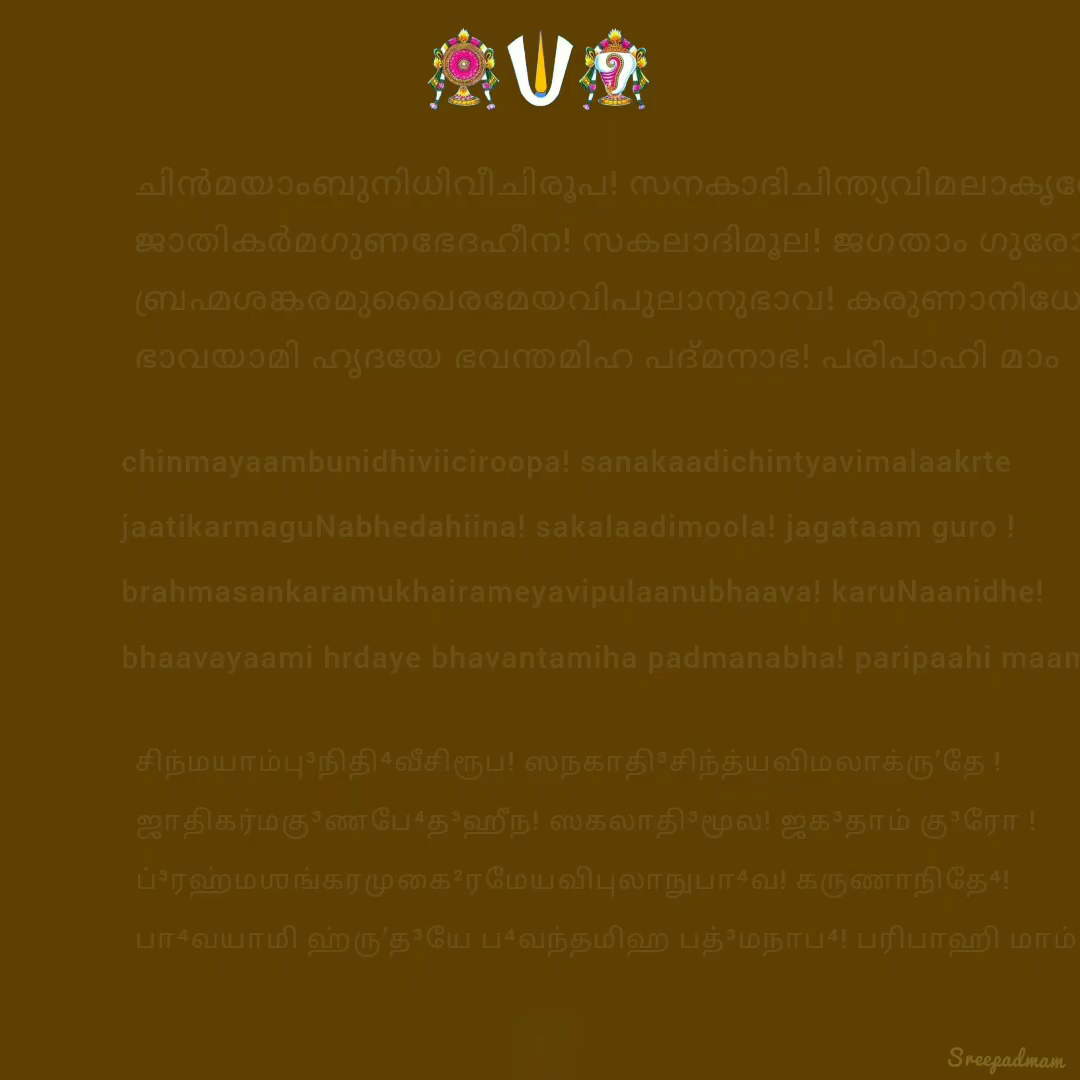 ചിൻമയാംബുനിധിവീചിരൂപ! സനകാദിചിന്ത്യവിമലാകൃ
ജാതികർമഗുണഭേദഹീന! സകലാദിമൂല! ജഗതാം ഗുരോ
ബ്രഹ്മശങ്കരമുഖൈരമേയവിപുലാനുഭാവ! കരുണാനിധേ
ഭാവയാമി ഹൃദയേ ഭവന്തമിഹ പദ്മനാഭ! പരിപാഹി മാം
chinmayaambunidhiviiciroopa! sanakaadichintyavimalaakrte
jaatikarmaguNabhedahiina! sakalaadimoola! jagataam guro !
brahmasankaramukhairameyavipulaanubhaava! karuNaanidhe!
bhaavayaami hrdaye bhavantamiha padmanabha! paripaahi maam
சிந்மயாம்பு³நிதி⁴வீசிரூப! ஸநகாதி³சிந்த்யவிமலாக்ரு'தே !
ஜாதிகர்மகு³ணபே⁴த³ஹீந! ஸகலாதி³மூல! ஜக³தாம் கு³ரோ !
ப்³ரஹ்மஶங்கரமுகை²ரமேயவிபுலாநுபா⁴வ! கருணாநிதே⁴!
பா⁴வயாமி ஹ்ரு'த³யே ப⁴வந்தமிஹ பத்³மநாப⁴! பரிபாஹி மாம்
Sreepadmam